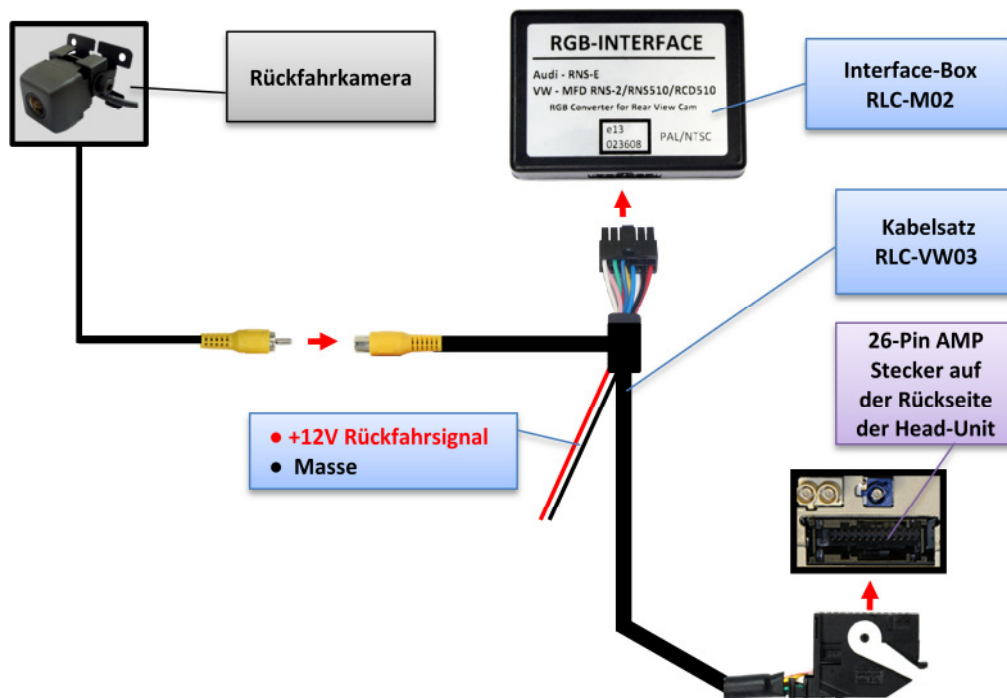 Rückfahrkamera
RGB-INTERFACE
Audi - RNS-E
VW - MFD RNS-2/RNS510/RCD510
RGB Converter for Rear View Cam
e13
023608
PAL/NTSC
Interface-Box
RLC-M02
Kabelsatz
RLC-VW03
26-Pin AMP
Stecker auf
der Rückseite
der Head-Unit
● +12V Rückfahrsignal
● Masse